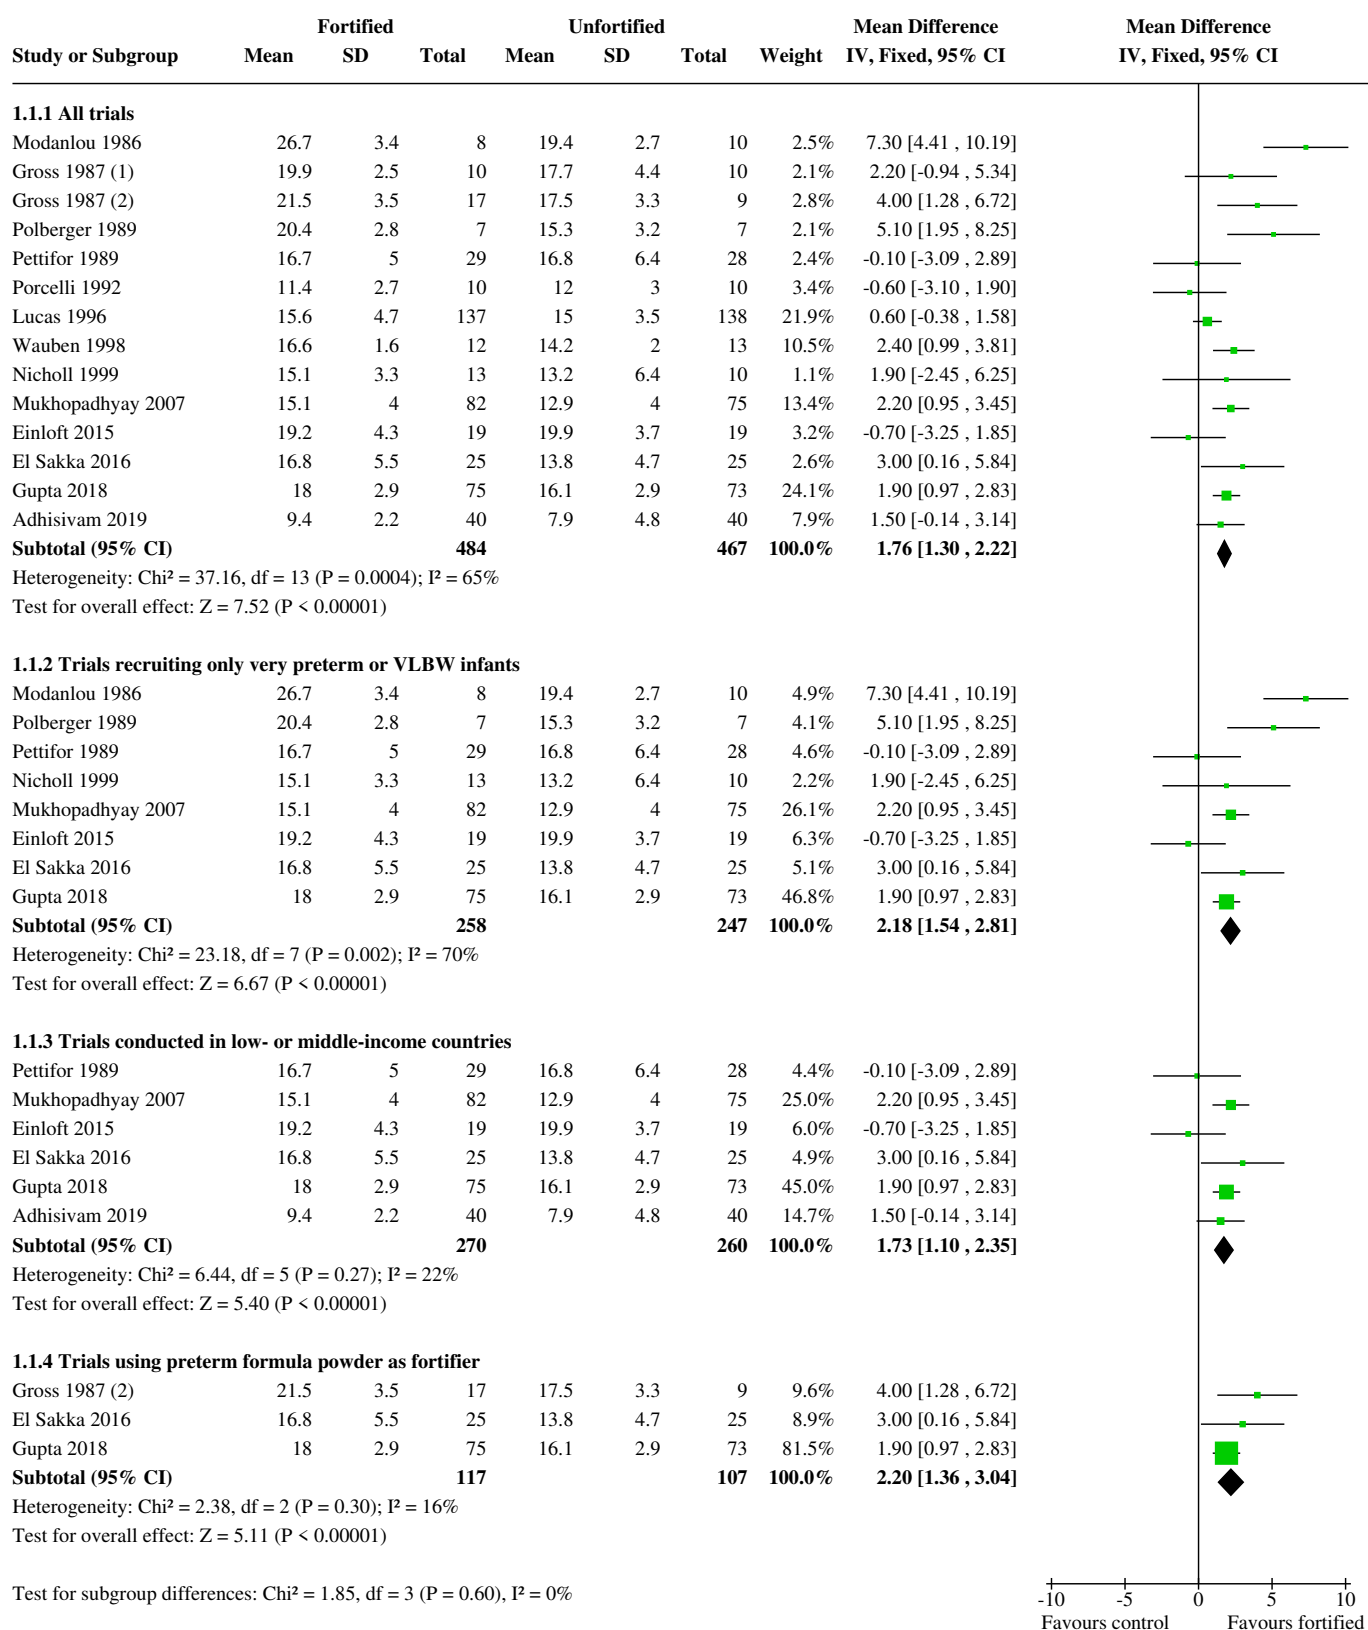 Fortified Unfortified Mean Difference Mean Difference
Study or Subgroup Mean SD Total Mean SD Total Weight IV, Fixed, 95% CI IV, Fixed, 95% CI
1.1.1 All trials
Modanlou 1986 26.7 3.4 8 19.4 2.7 10 2.5% 7.30 [4.41 , 10.19]
Gross 1987 (1) 19.9 2.5 10 17.7 4.4 10 2.1% 2.20 [-0.94 , 5.34]
Gross 1987 (2) 21.5 3.5 17 17.5 3.3 9 2.8% 4.00 [1.28 , 6.72]
Polberger 1989 20.4 2.8 7 15.3 3.2 7 2.1% 5.10 [1.95 , 8.25]
Pettifor 1989 16.7 5 29 16.8 6.4 28 2.4% -0.10 [-3.09 , 2.89]
Porcelli 1992 11.4 2.7 10 12 3 10 3.4% -0.60 [-3.10 , 1.90]
Lucas 1996 15.6 4.7 137 15 3.5 138 21.9% 0.60 [-0.38 , 1.58]
Wauben 1998 16.6 1.6 12 14.2 2 13 10.5% 2.40 [0.99 , 3.81]
Nicholl 1999 15.1 3.3 13 13.2 6.4 10 1.1% 1.90 [-2.45 , 6.25]
Mukhopadhyay 2007 15.1 4 82 12.9 4 75 13.4% 2.20 [0.95 , 3.45]
Einloft 2015 19.2 4.3 19 19.9 3.7 19 3.2% -0.70 [-3.25 , 1.85]
El Sakka 2016 16.8 5.5 25 13.8 4.7 25 2.6% 3.00 [0.16 , 5.84]
Gupta 2018 18 2.9 75 16.1 2.9 73 24.1% 1.90 [0.97 , 2.83]
Adhisivam 2019 9.4 2.2 40 7.9 4.8 40 7.9% 1.50 [-0.14 , 3.14]
Subtotal (95% CI) 484 467 100.0% 1.76 [1.30 , 2.22]
Heterogeneity: Chi² = 37.16, df = 13 (P = 0.0004); I² = 65%
Test for overall effect: Z = 7.52 (P < 0.00001)
1.1.2 Trials recruiting only very preterm or VLBW infants
Modanlou 1986 26.7 3.4 8 19.4 2.7 10 4.9% 7.30 [4.41 , 10.19]
Polberger 1989 20.4 2.8 7 15.3 3.2 7 4.1% 5.10 [1.95 , 8.25]
Pettifor 1989 16.7 5 29 16.8 6.4 28 4.6% -0.10 [-3.09 , 2.89]
Nicholl 1999 15.1 3.3 13 13.2 6.4 10 2.2% 1.90 [-2.45 , 6.25]
Mukhopadhyay 2007 15.1 4 82 12.9 4 75 26.1% 2.20 [0.95 , 3.45]
Einloft 2015 19.2 4.3 19 19.9 3.7 19 6.3% -0.70 [-3.25 , 1.85]
El Sakka 2016 16.8 5.5 25 13.8 4.7 25 5.1% 3.00 [0.16 , 5.84]
Gupta 2018 18 2.9 75 16.1 2.9 73 46.8% 1.90 [0.97 , 2.83]
Subtotal (95% CI) 258 247 100.0% 2.18 [1.54 , 2.81]
Heterogeneity: Chi² = 23.18, df = 7 (P = 0.002); I² = 70%
Test for overall effect: Z = 6.67 (P < 0.00001)
1.1.3 Trials conducted in low- or middle-income countries
Pettifor 1989 16.7 5 29 16.8 6.4 28 4.4% -0.10 [-3.09 , 2.89]
Mukhopadhyay 2007 15.1 4 82 12.9 4 75 25.0% 2.20 [0.95 , 3.45]
Einloft 2015 19.2 4.3 19 19.9 3.7 19 6.0% -0.70 [-3.25 , 1.85]
El Sakka 2016 16.8 5.5 25 13.8 4.7 25 4.9% 3.00 [0.16 , 5.84]
Gupta 2018 18 2.9 75 16.1 2.9 73 45.0% 1.90 [0.97 , 2.83]
Adhisivam 2019 9.4 2.2 40 7.9 4.8 40 14.7% 1.50 [-0.14 , 3.14]
Subtotal (95% CI) 270 260 100.0% 1.73 [1.10 , 2.35]
Heterogeneity: Chi² = 6.44, df = 5 (P = 0.27); I² = 22%
Test for overall effect: Z = 5.40 (P < 0.00001)
1.1.4 Trials using preterm formula powder as fortifier
Gross 1987 (2) 21.5 3.5 17 17.5 3.3 9 9.6% 4.00 [1.28 , 6.72]
El Sakka 2016 16.8 5.5 25 13.8 4.7 25 8.9% 3.00 [0.16 , 5.84]
Gupta 2018 18 2.9 75 16.1 2.9 73 81.5% 1.90 [0.97 , 2.83]
Subtotal (95% CI) 117 107 100.0% 2.20 [1.36 , 3.04]
Heterogeneity: Chi² = 2.38, df = 2 (P = 0.30); I² = 16%
Test for overall effect: Z = 5.11 (P < 0.00001)
Test for subgroup differences: Chi² = 1.85, df = 3 (P = 0.60), I² = 0%
-10 -5 0 5 10
Favours control Favours fortified